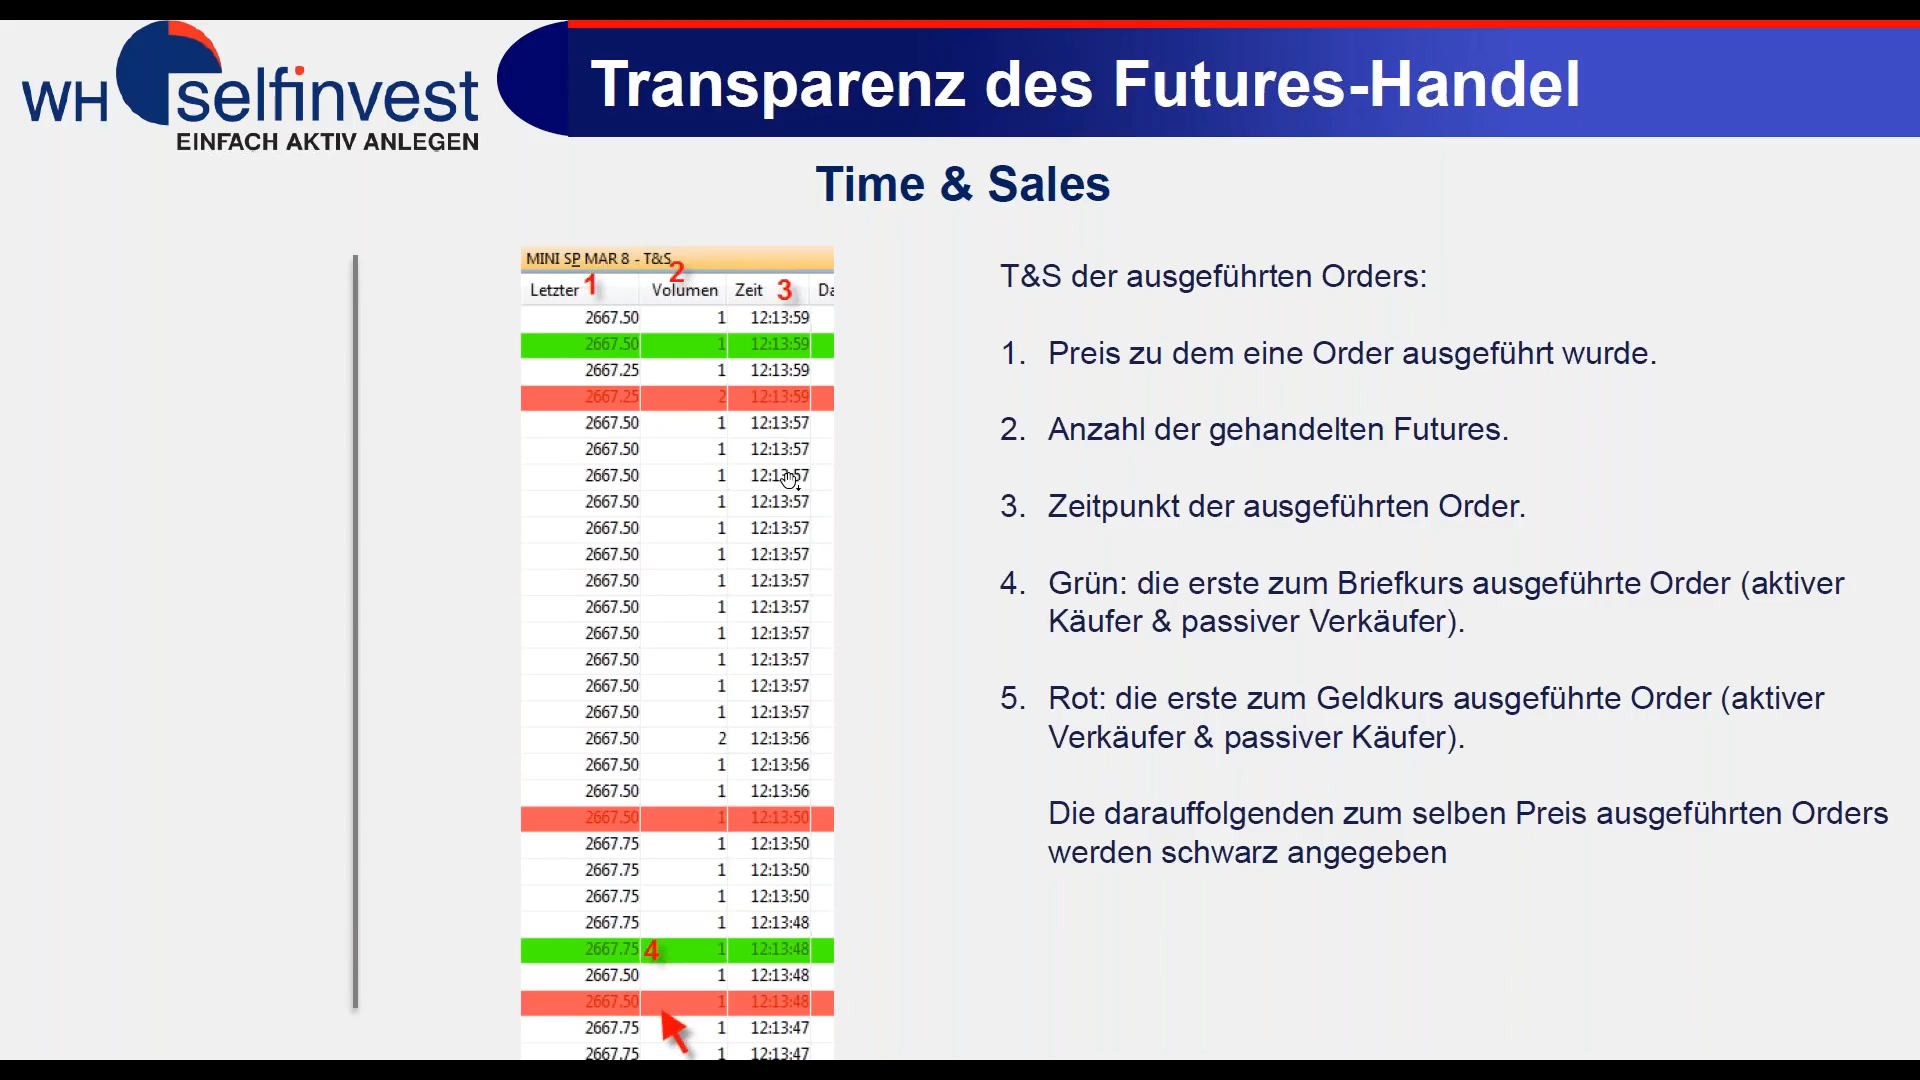 WH selfinvest
EINFACH AKTIV ANLEGEN
Transparenz des Futures-Handel
Time & Sales
MINI SP MAR 8 - T&S
Letzter 1 Volumen 2 Zeit 3 Da
2667.50 1 12:13:59
2667.50 1 12:13:59
2667.25 1 12:13:59
2667.25 2 12:13:59
2667.50 1 12:13:57
2667.50 1 12:13:57
2667.50 1 12:13:57
2667.50 1 12:13:57
2667.50 1 12:13:57
2667.50 1 12:13:57
2667.50 1 12:13:57
2667.50 1 12:13:57
2667.50 1 12:13:57
2667.50 1 12:13:57
2667.50 1 12:13:57
2667.50 1 12:13:57
2667.50 2 12:13:56
2667.50 1 12:13:56
2667.50 1 12:13:56
2667.50 1 12:13:50
2667.75 1 12:13:50
2667.75 1 12:13:50
2667.75 1 12:13:50
2667.75 1 12:13:48
2667.75 4 1 12:13:48
2667.50 1 12:13:48
2667.50 1 12:13:48
2667.75 1 12:13:47
2667.75 1 12:13:47
T&S der ausgeführten Orders:
1. Preis zu dem eine Order ausgeführt wurde.
2. Anzahl der gehandelten Futures.
3. Zeitpunkt der ausgeführten Order.
4. Grün: die erste zum Briefkurs ausgeführte Order (aktiver
Käufer & passiver Verkäufer).
5. Rot: die erste zum Geldkurs ausgeführte Order (aktiver
Verkäufer & passiver Käufer).
Die darauffolgenden zum selben Preis ausgeführten Orders
werden schwarz angegeben